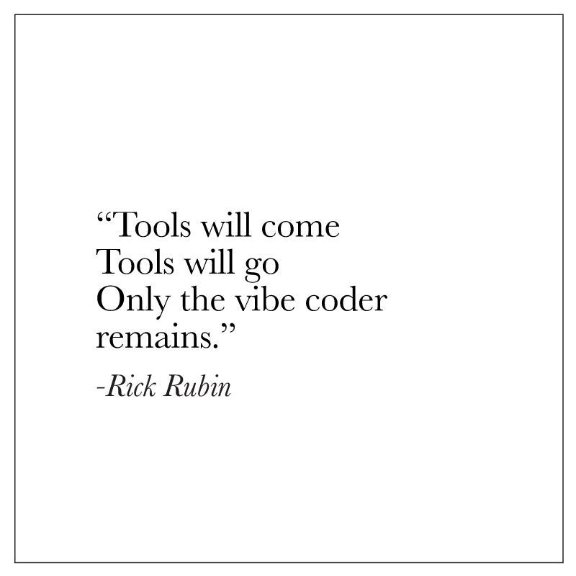 “Tools will come
Tools will go
Only the vibe coder
remains.”
-Rick Rubin